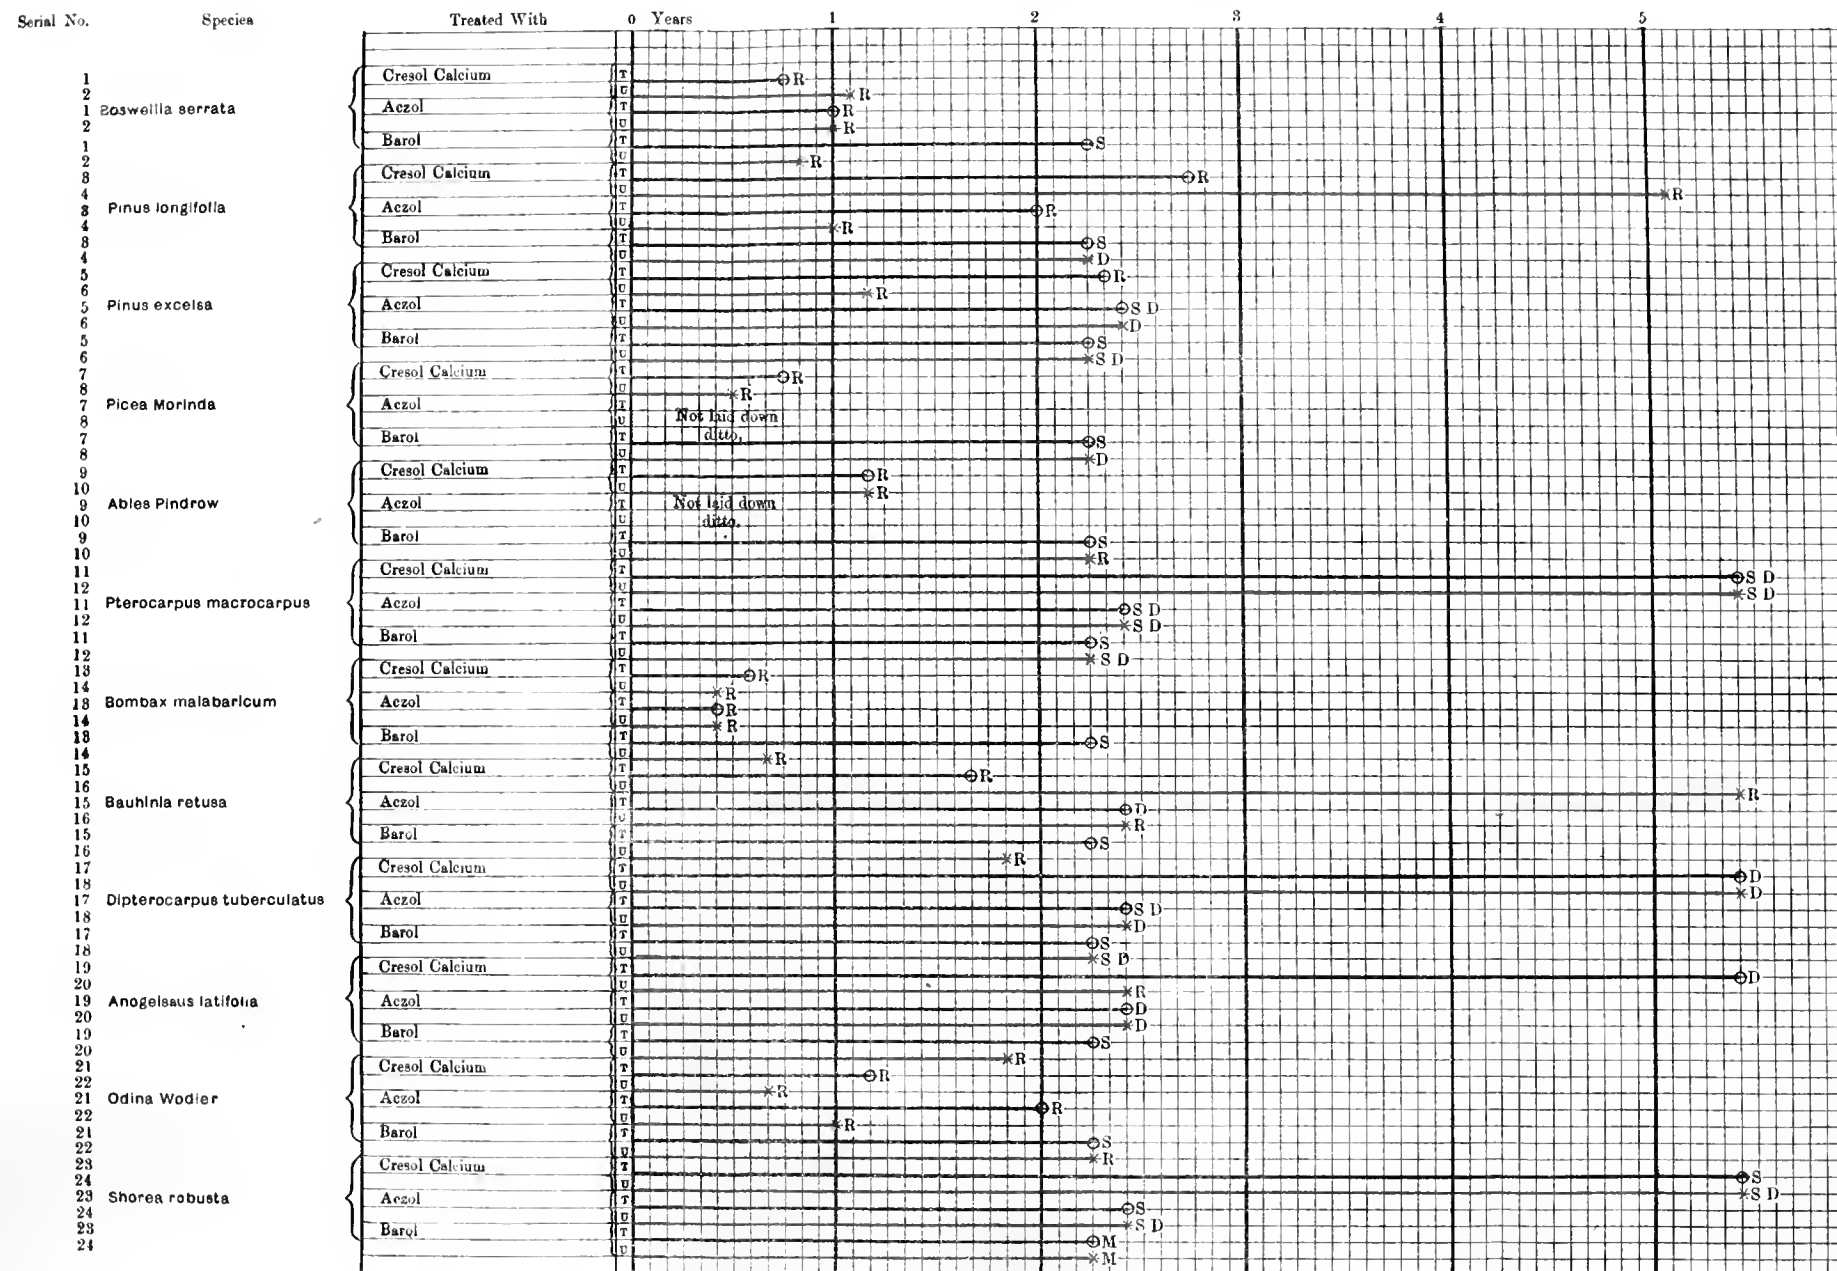 Serial No. Species Treated With 0 Years 1 2 3 4 5
1 Cresol Calcium T R
2 U R
1 Boswellia serrata Aczol T R
2 U R
1 Barol T S
2 U R
3 Cresol Calcium T R
4 U R
3 Pinus longifolia Aczol T R
4 U R
3 Barol T S
4 U D
5 Cresol Calcium T R
6 U R
5 Pinus excelsa Aczol T S D
6 U D
5 Barol T S
6 U S D
7 Cresol Calcium T R
8 U R
7 Picea Morinda Aczol T Not laid down
8 U ditto.
7 Barol T S
8 U D
9 Cresol Calcium T R
10 U R
9 Abies Pindrow Aczol T Not laid down
10 U ditto.
9 Barol T S
10 U R
11 Cresol Calcium T S D
12 U S D
11 Pterocarpus macrocarpus Aczol T S D
12 U S D
11 Barol T S
12 U S D
13 Cresol Calcium T R
14 U R
13 Bombax malabaricum Aczol T R
14 U R
13 Barol T S
14 U R
15 Cresol Calcium T R
16 U R
15 Bauhinia retusa Aczol T D
16 U R
15 Barol T S
16 U R
17 Cresol Calcium T D
18 U D
17 Dipterocarpus tuberculatus Aczol T S D
18 U D
17 Barol T S
18 U S D
19 Cresol Calcium T D
20 U R
19 Anogeisaus latifolia Aczol T D
20 U D
19 Barol T S
20 U R
21 Cresol Calcium T R
22 U R
21 Odina Wodier Aczol T R
22 U R
21 Barol T S
22 U R
23 Cresol Calcium T S
24 U S D
23 Shorea robusta Aczol T S
24 U S D
23 Barol T M
24 U M